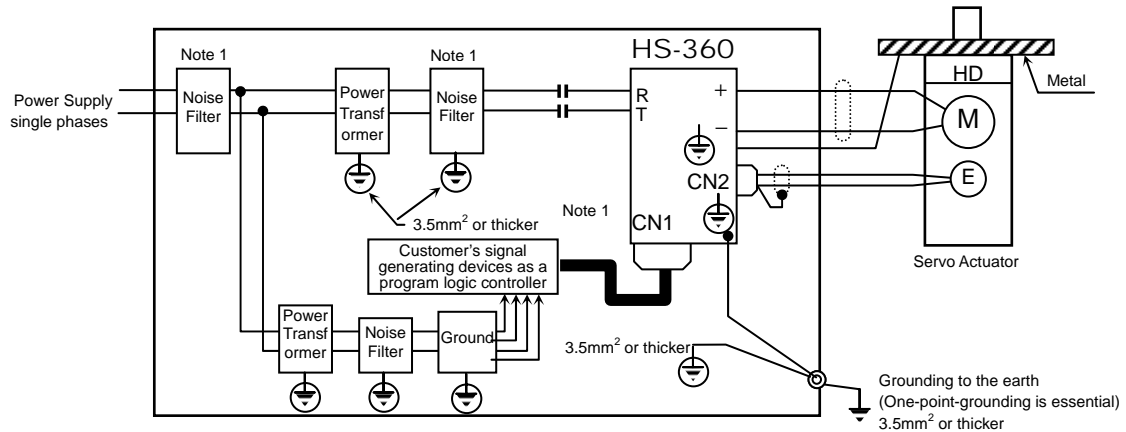 Note 1
Note 1
HS-360
Power Supply
single phases
Noise
Filter
Power
Transf
ormer
Noise
Filter
R
T
+
−
CN2
CN1
HD
M
E
Metal
Servo Actuator
3.5mm² or thicker
Note 1
Customer's signal
generating devices as a
program logic controller
Power
Transf
ormer
Noise
Filter
Ground
3.5mm² or thicker
Grounding to the earth
(One-point-grounding is essential)
3.5mm² or thicker